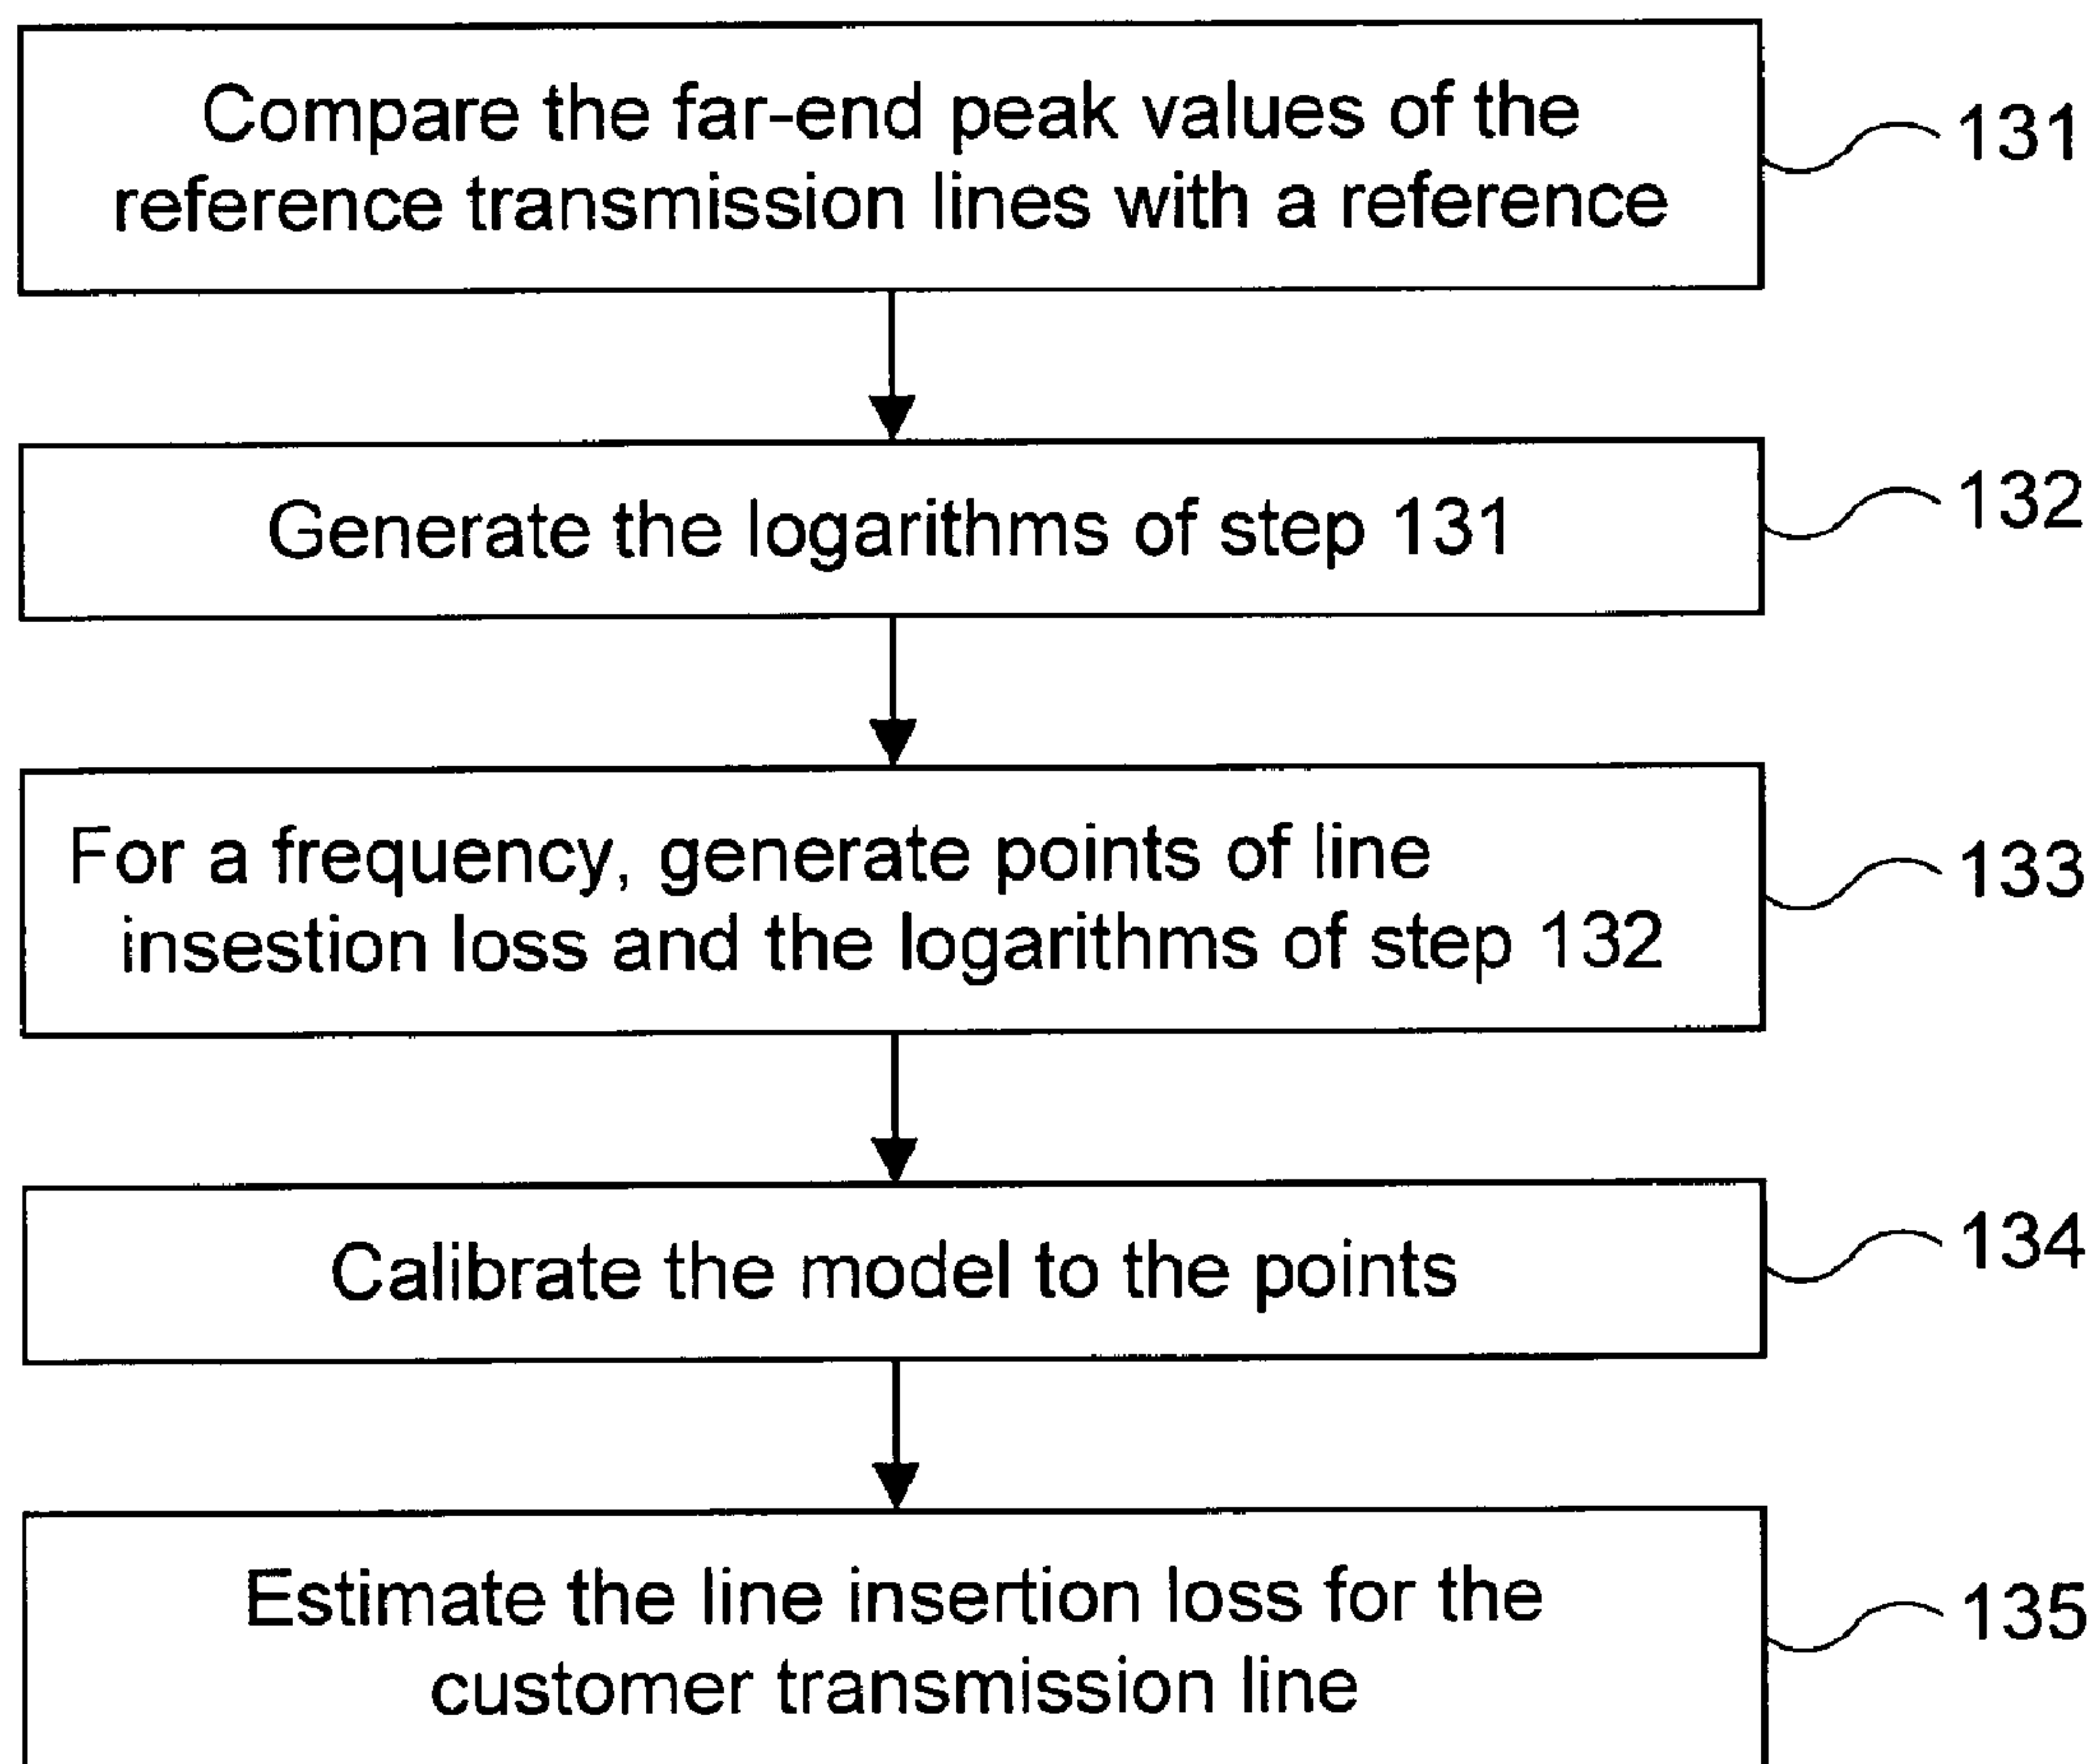 Compare the far-end peak values of the
reference transmission lines with a reference
131
Generate the logarithms of step 131
132
For a frequency, generate points of line
insestion loss and the logarithms of step 132
133
Calibrate the model to the points
134
Estimate the line insertion loss for the
customer transmission line
135